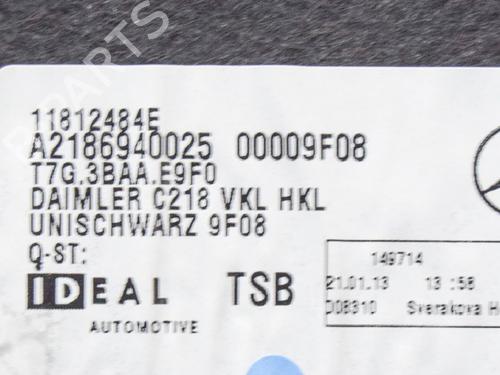 11812484E
A2186940025 00009F08
T7G.3BAA.E9F0
DAIMLER C218 VKL HKL
UNISCHWARZ 9F08
Q-ST:
IDEAL TSB
AUTOMOTIVE
149714
21.01.13 13:58
008310 Sverakova H